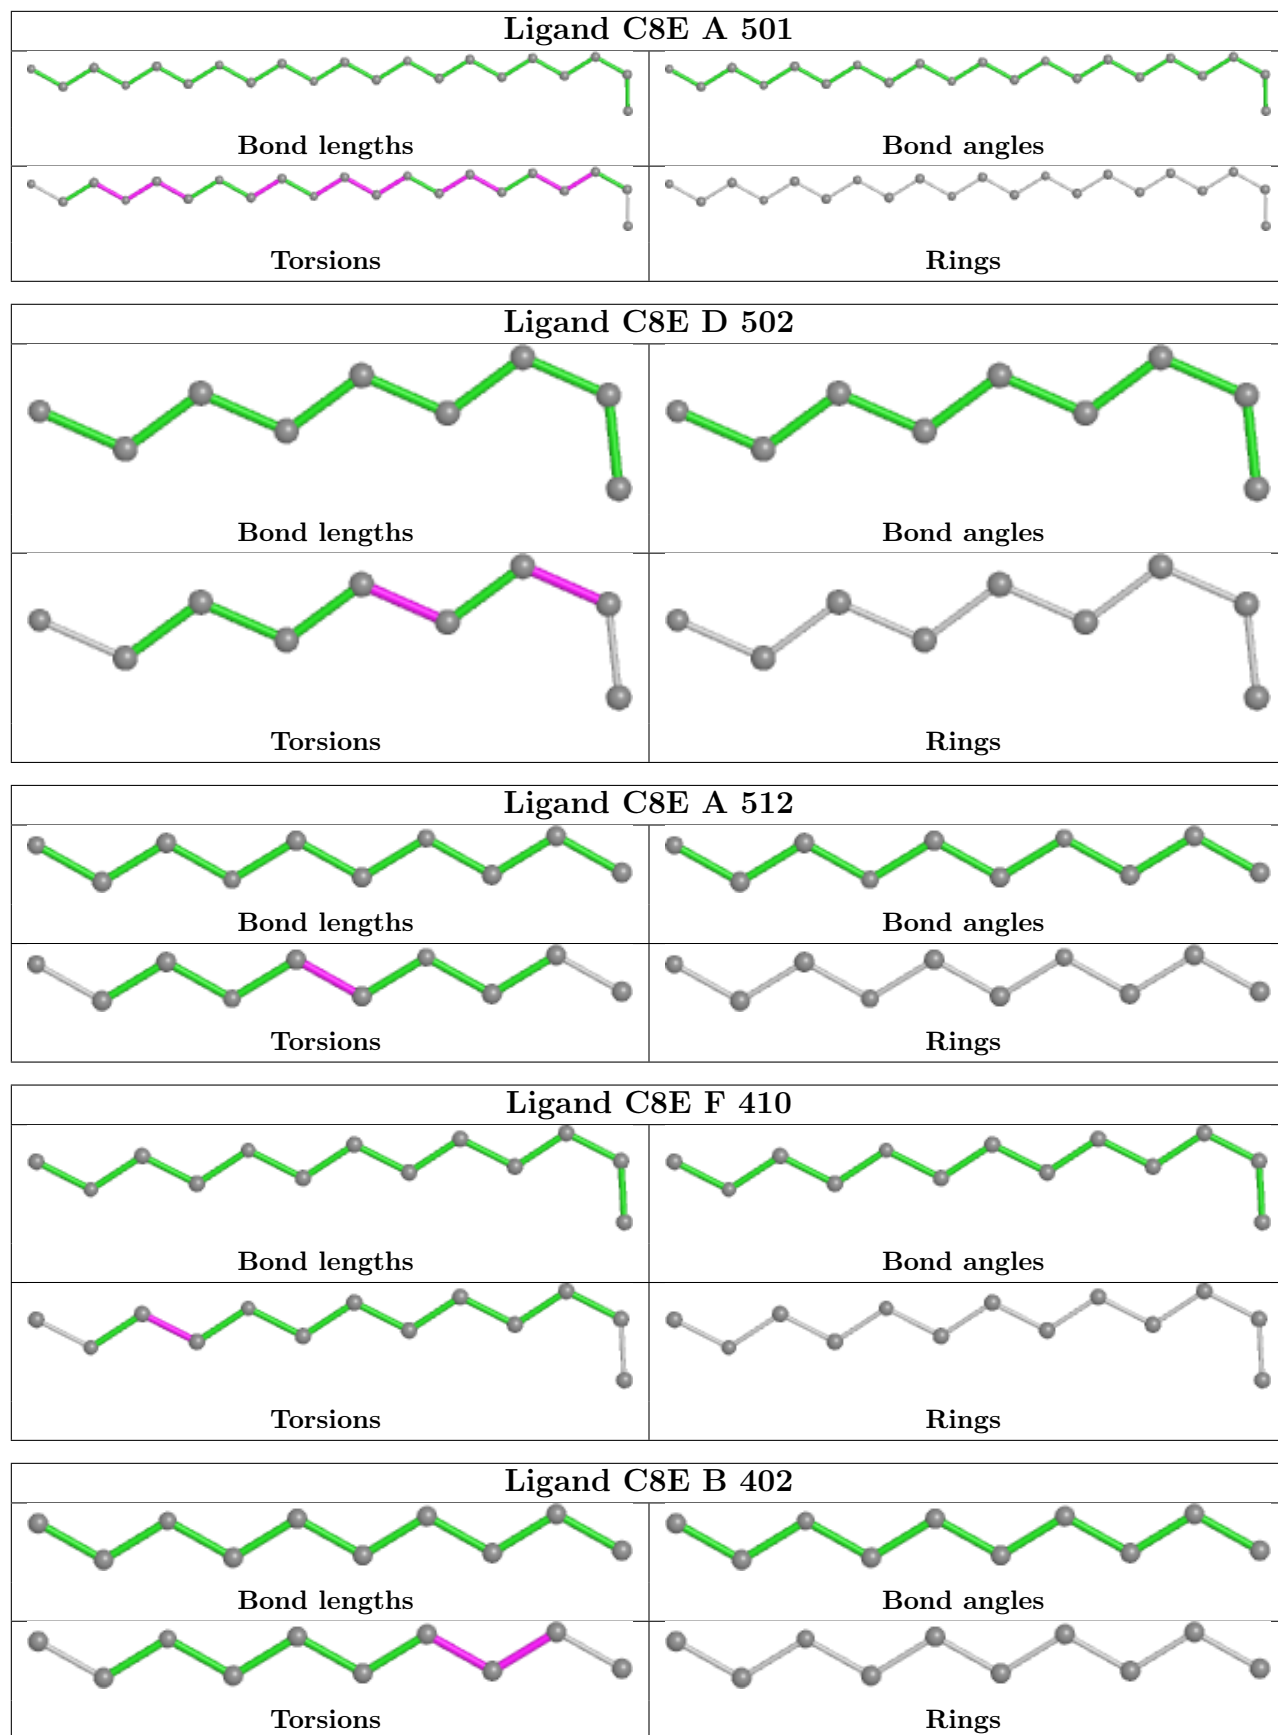 Ligand C8E A 501
Bond lengths
Bond angles
Torsions
Rings
Ligand C8E D 502
Bond lengths
Bond angles
Torsions
Rings
Ligand C8E A 512
Bond lengths
Bond angles
Torsions
Rings
Ligand C8E F 410
Bond lengths
Bond angles
Torsions
Rings
Ligand C8E B 402
Bond lengths
Bond angles
Torsions
Rings